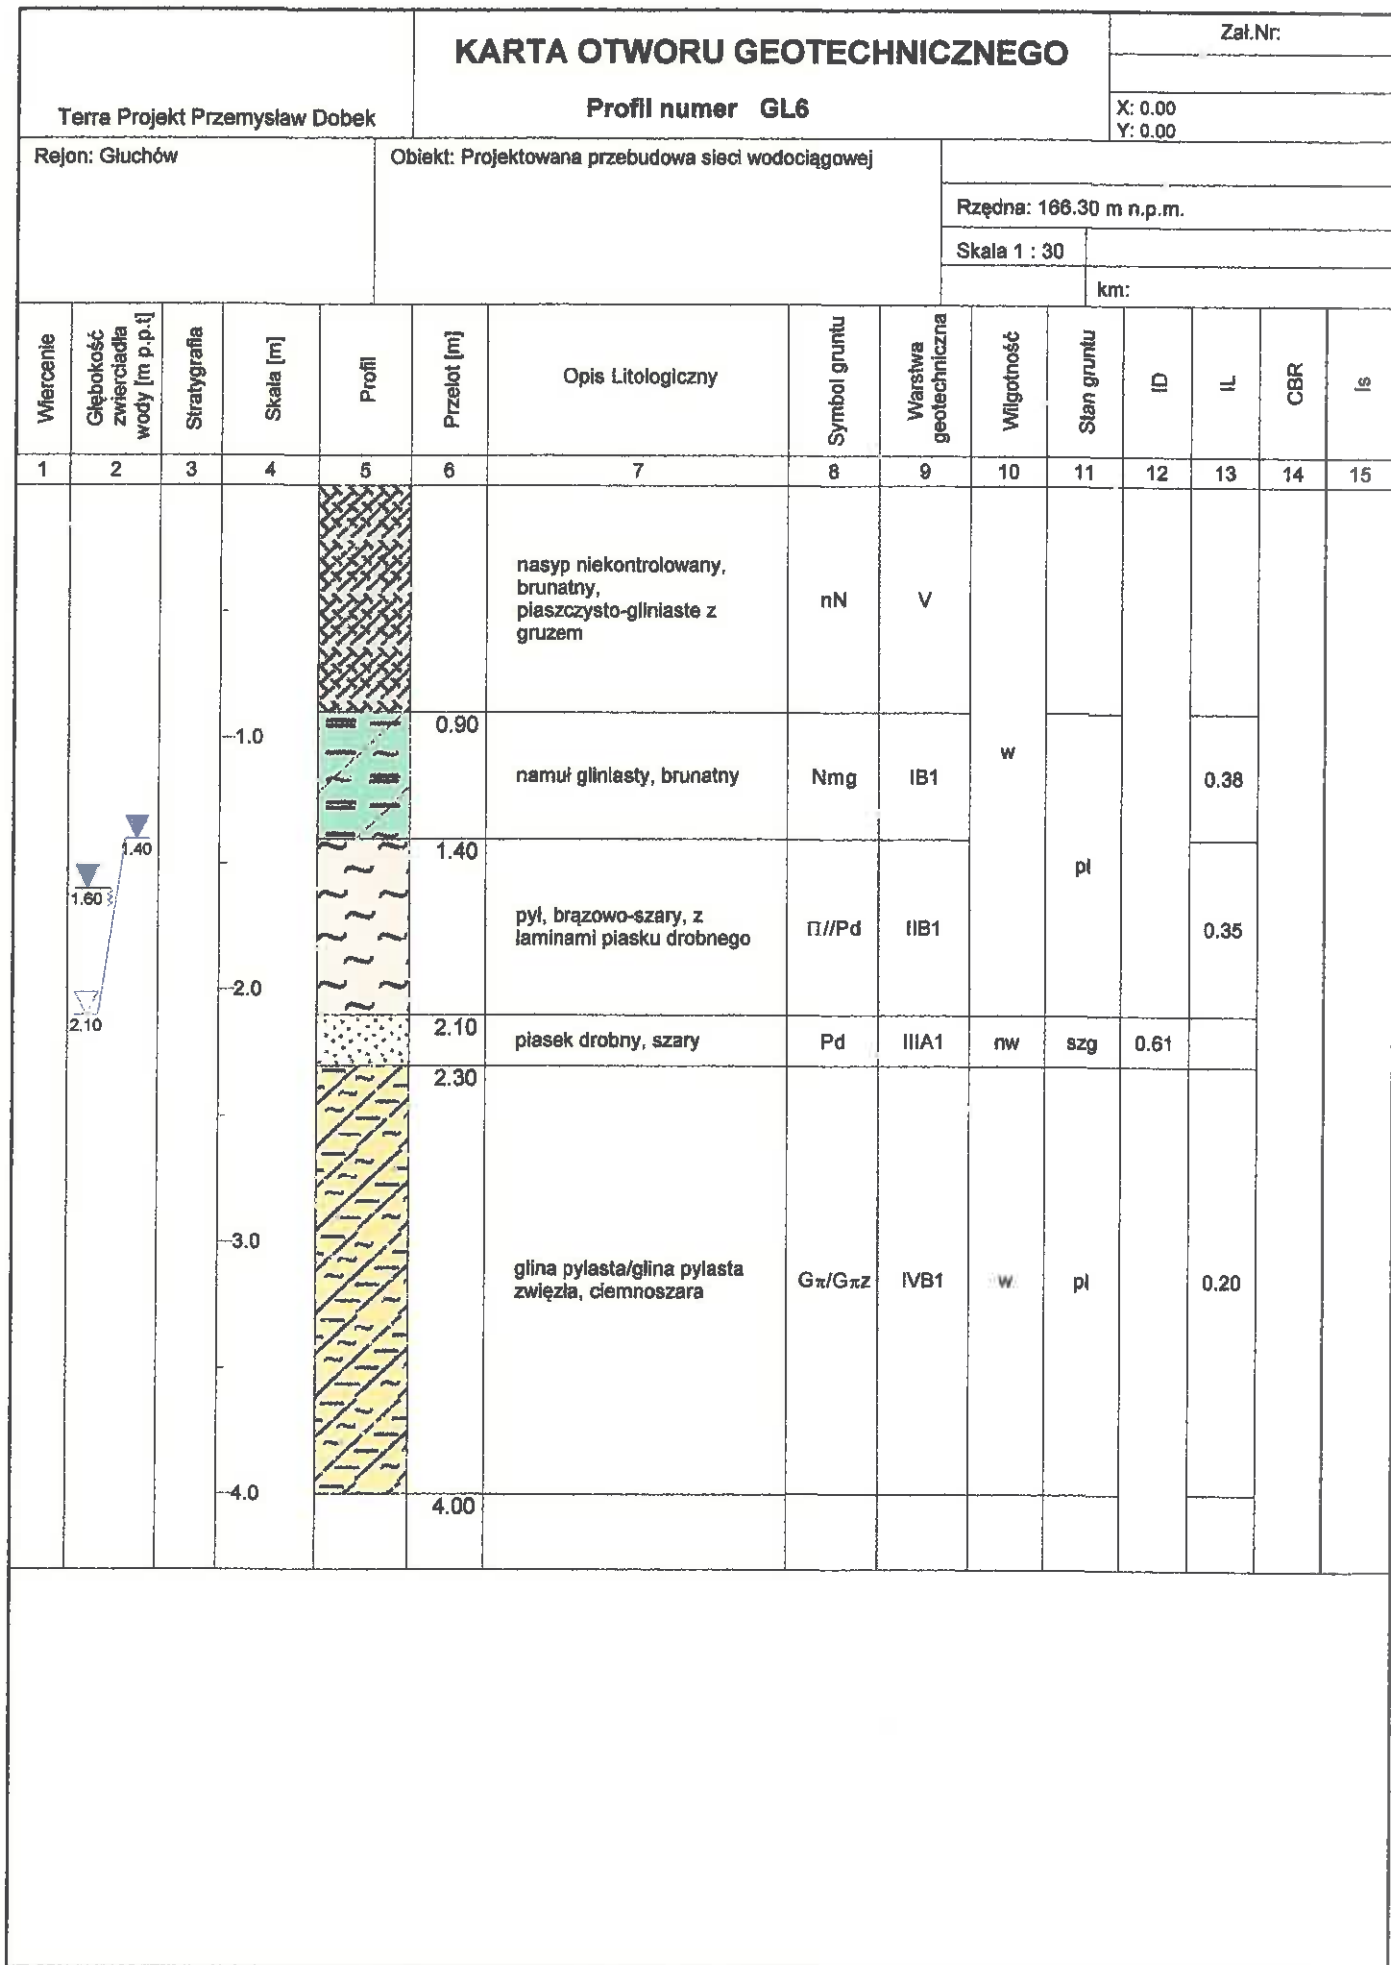 KARTA OTWORU GEOTECHNICZNEGO
Profil numer GL6
Terra Projekt Przemysław Dobek
Zał.Nr:
X: 0.00
Y: 0.00
Rejon: Głuchów
Obiekt: Projektowana przebudowa sieci wodociągowej
Rzędna: 166.30 m n.p.m.
Skala 1 : 30
km:
Wiercenie
Głębokość
zwierciadła
wody [m p.p.t]
Stratygrafia
Skala [m]
Profil
Przelot [m]
Opis Litologiczny
Symbol gruntu
Warstwa
geotechniczna
Wilgotność
Stan gruntu
ID
IL
CBR
Is
1 2 3 4 5 6 7 8 9 10 11 12 13 14 15
nasyp niekontrolowany,
brunatny,
piaszczysto-gliniaste z
gruzem
nN V
0.90
1.0
namuł gliniasty, brunatny Nmg IB1 w 0.38
1.40
1.40
1.60
pył, brązowo-szary, z
laminami piasku drobnego
Π//Pd IIB1 pl 0.35
2.0
2.10
2.10
piasek drobny, szary Pd IIIA1 nw szg 0.61
2.30
3.0
glina pylasta/glina pylasta
zwięzła, ciemnoszara
Gπ/Gπz IVB1 w pl 0.20
4.0
4.00